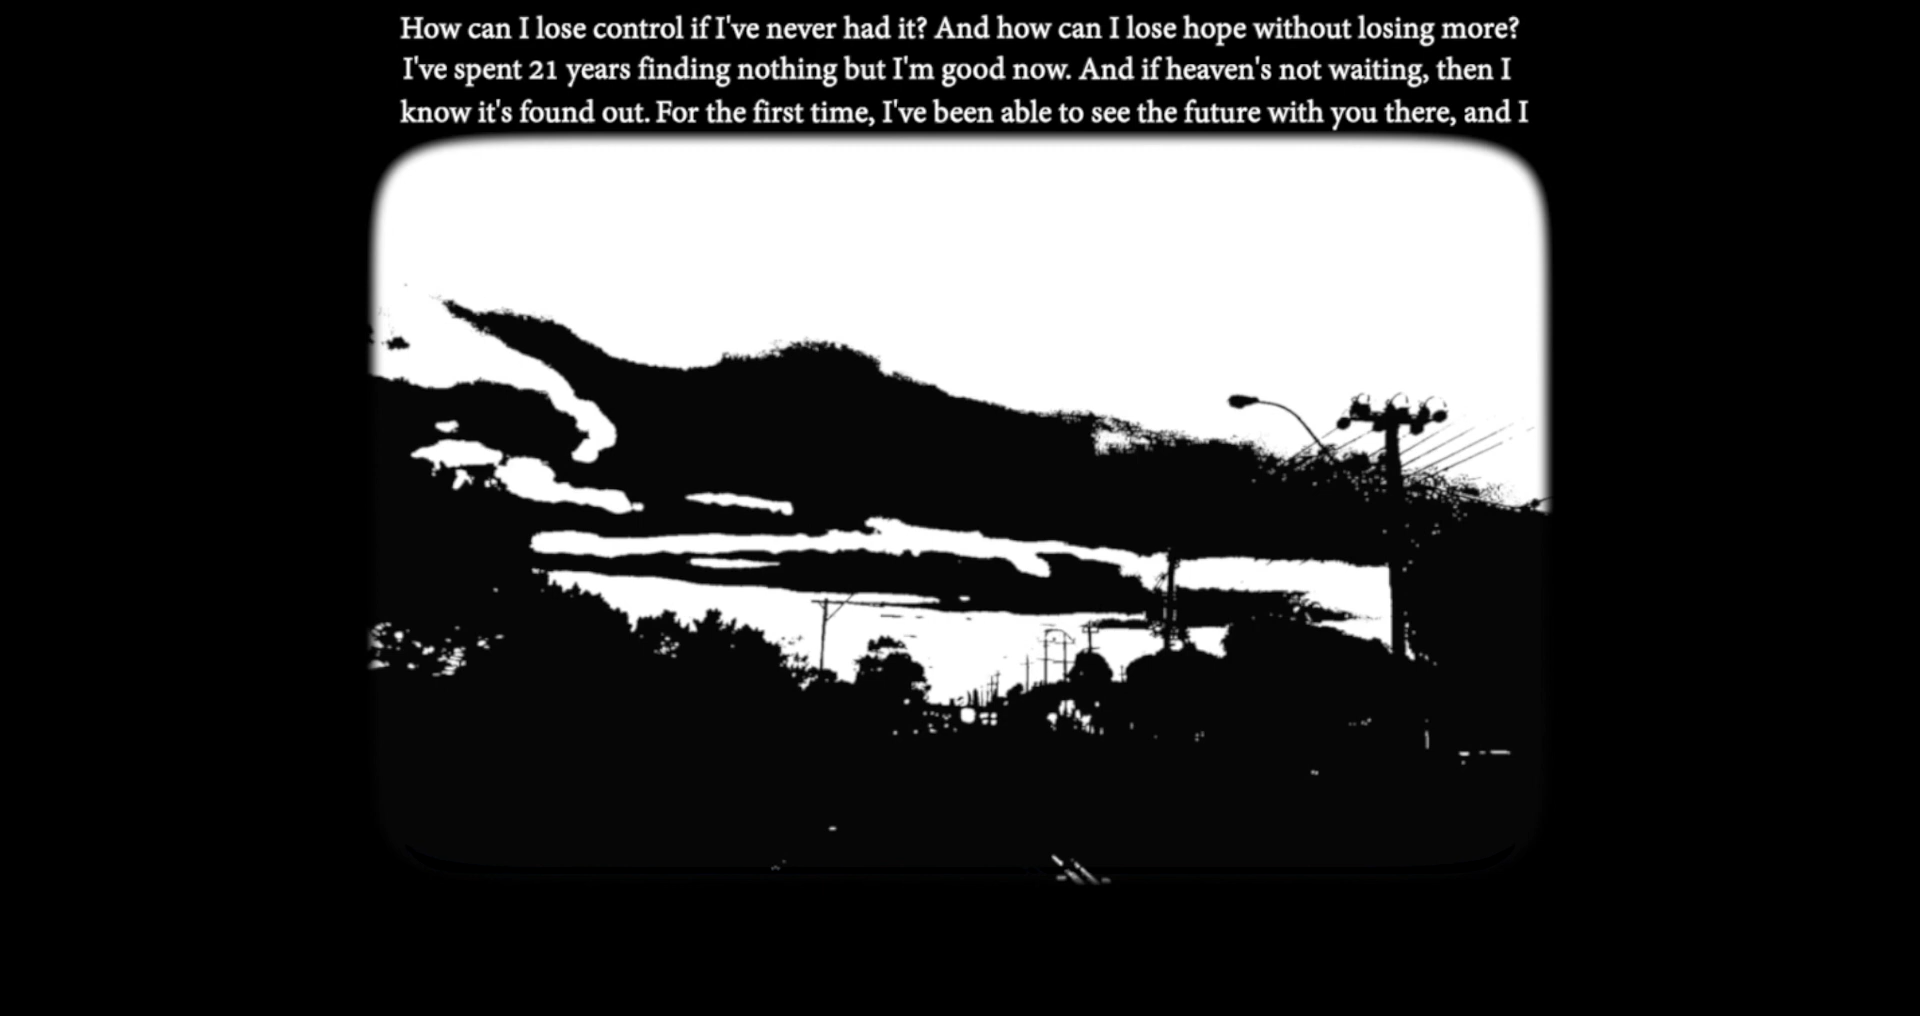 How can I lose control if I've never had it? And how can I lose hope without losing more?
I've spent 21 years finding nothing but I'm good now. And if heaven's not waiting, then I
know it's found out. For the first time, I've been able to see the future with you there, and I